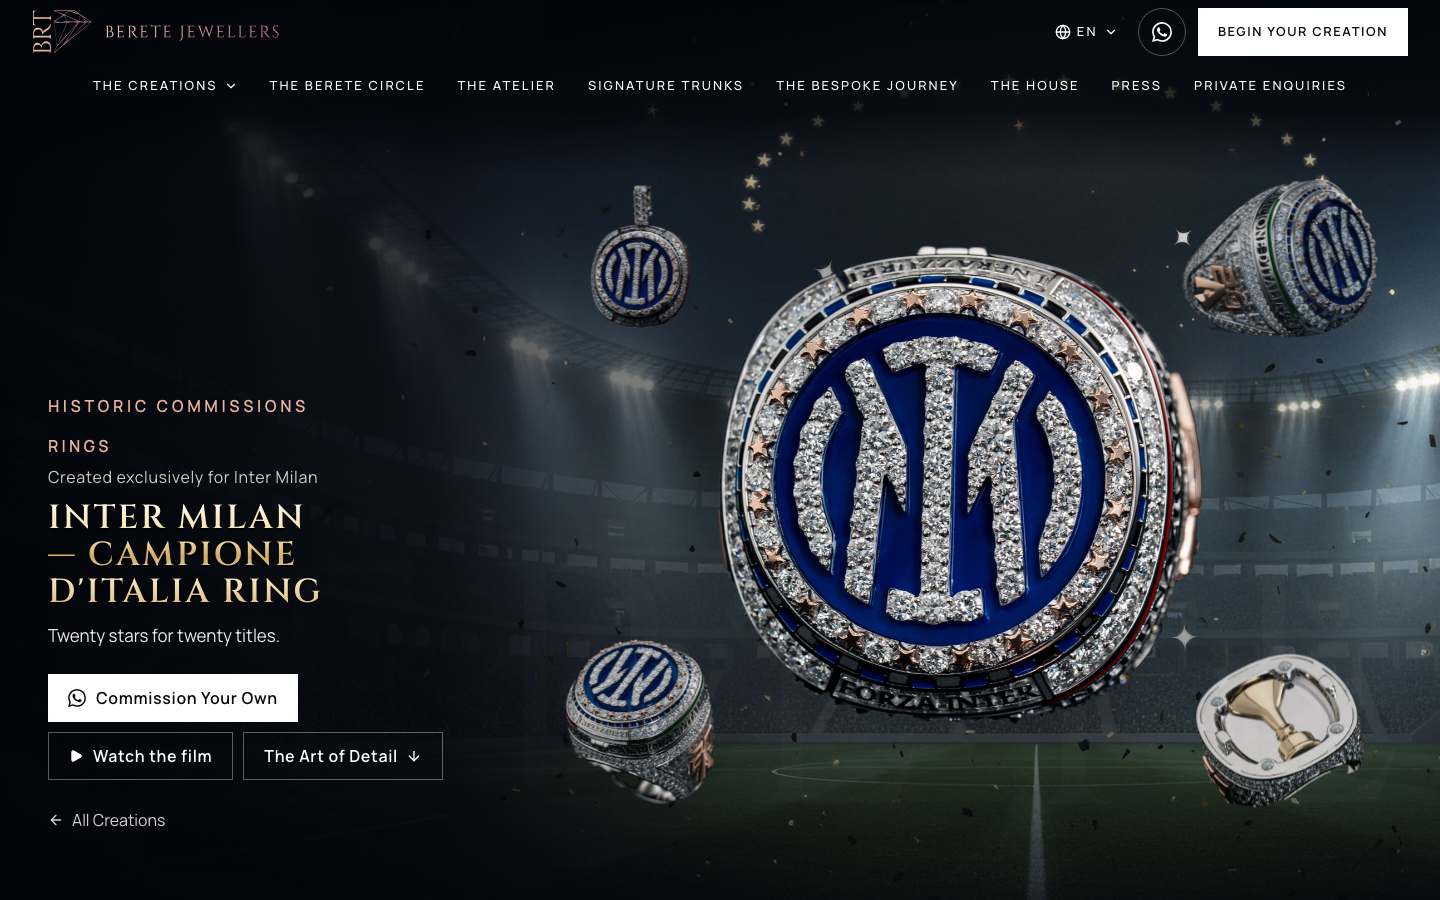 BRT
BERETE JEWELLERS
EN
BEGIN YOUR CREATION
THE CREATIONS
THE BERETE CIRCLE
THE ATELIER
SIGNATURE TRUNKS
THE BESPOKE JOURNEY
THE HOUSE
PRESS
PRIVATE ENQUIRIES
HISTORIC COMMISSIONS
RINGS
Created exclusively for Inter Milan
INTER MILAN
— CAMPIONE
D'ITALIA RING
Twenty stars for twenty titles.
Commission Your Own
Watch the film
The Art of Detail
All Creations
FORZA INTER